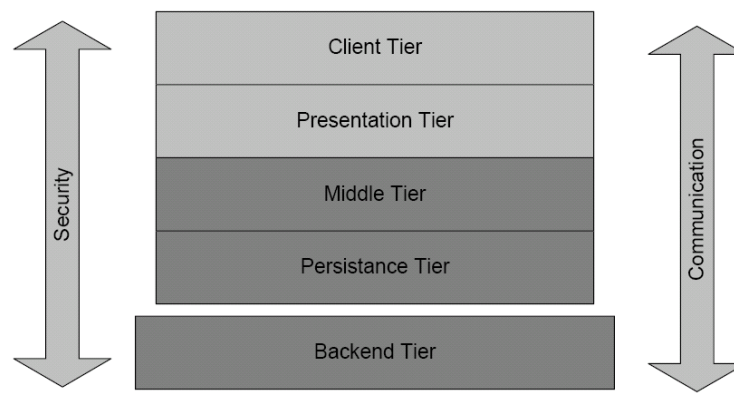 Client Tier
Presentation Tier
Middle Tier
Persistance Tier
Backend Tier
Security
Communication